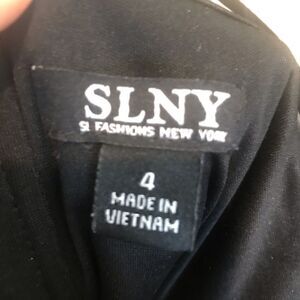 SLNY
SL FASHIONS NEW YORK
4
MADE IN
VIETNAM